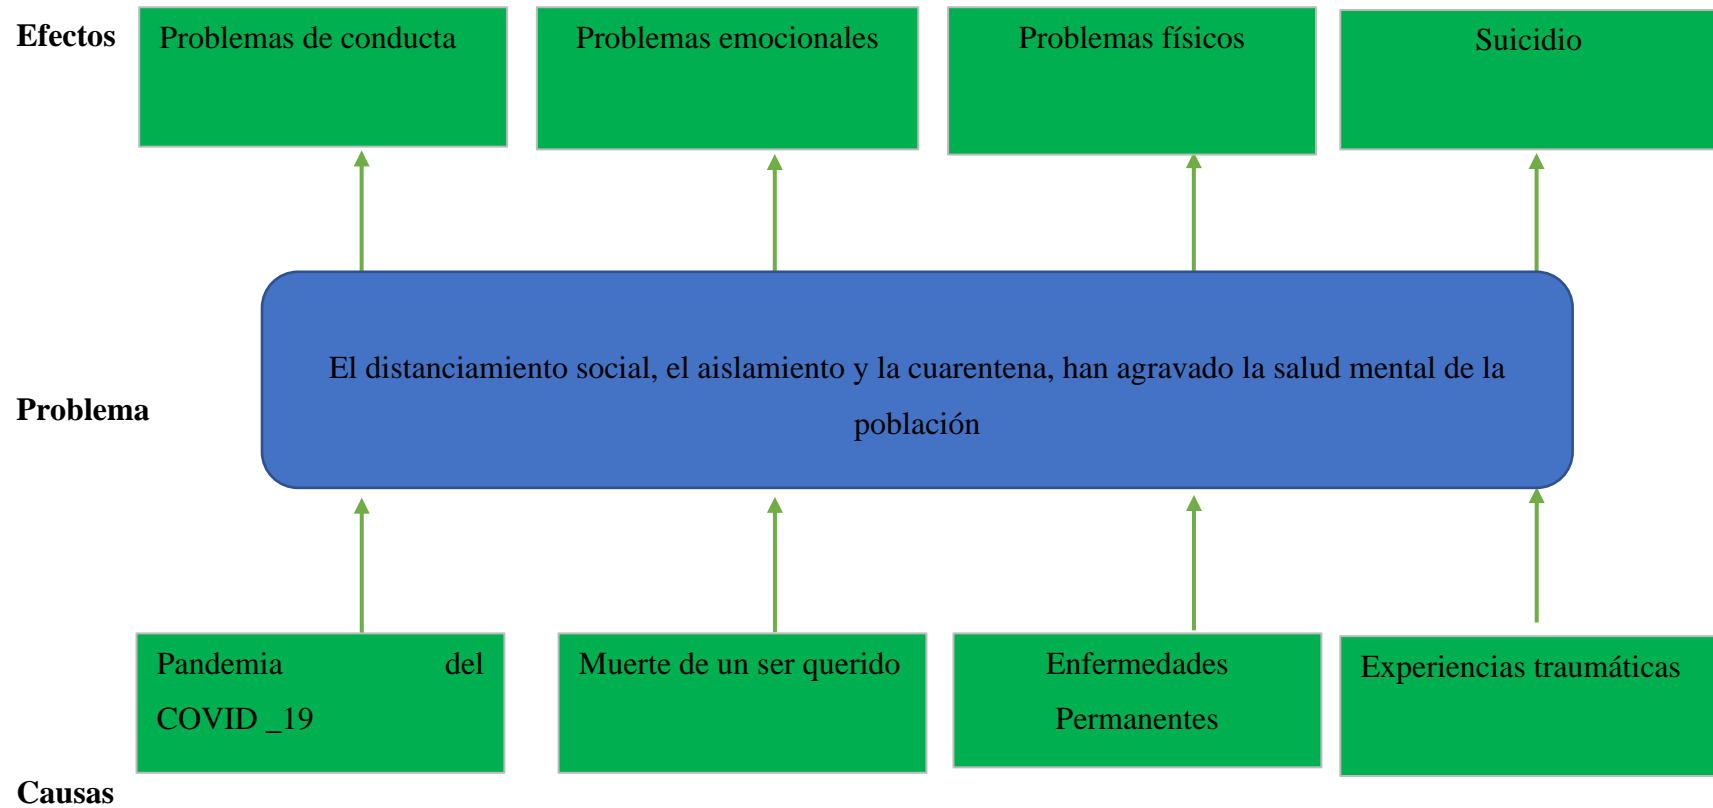 Efectos
Problemas de conducta
Problemas emocionales
Problemas físicos
Suicidio
El distanciamiento social, el aislamiento y la cuarentena, han agravado la salud mental de la
población
Problema
Pandemia del
COVID _19
Muerte de un ser querido
Enfermedades
Permanentes
Experiencias traumáticas
Causas